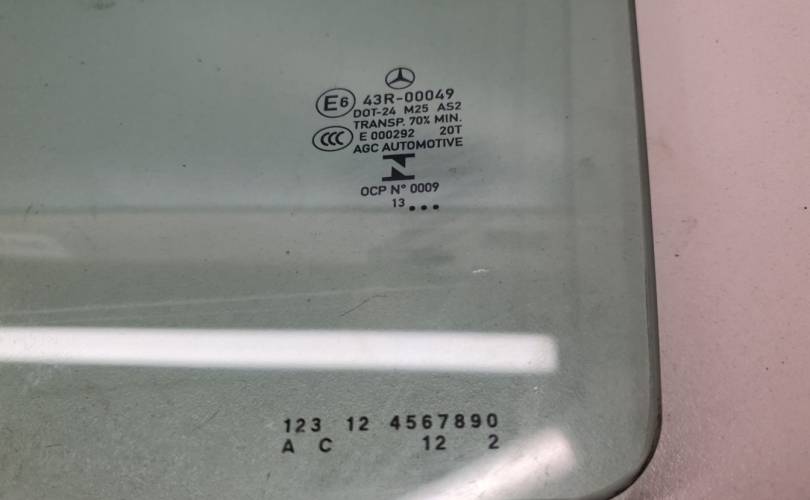 E6 43R-00049
DOT-24 M25 AS2
TRANSP. 70% MIN.
CCC E 000292 20T
AGC AUTOMOTIVE
N
OCP N° 0009
13 ...
123 12 4567890
A C 12 2